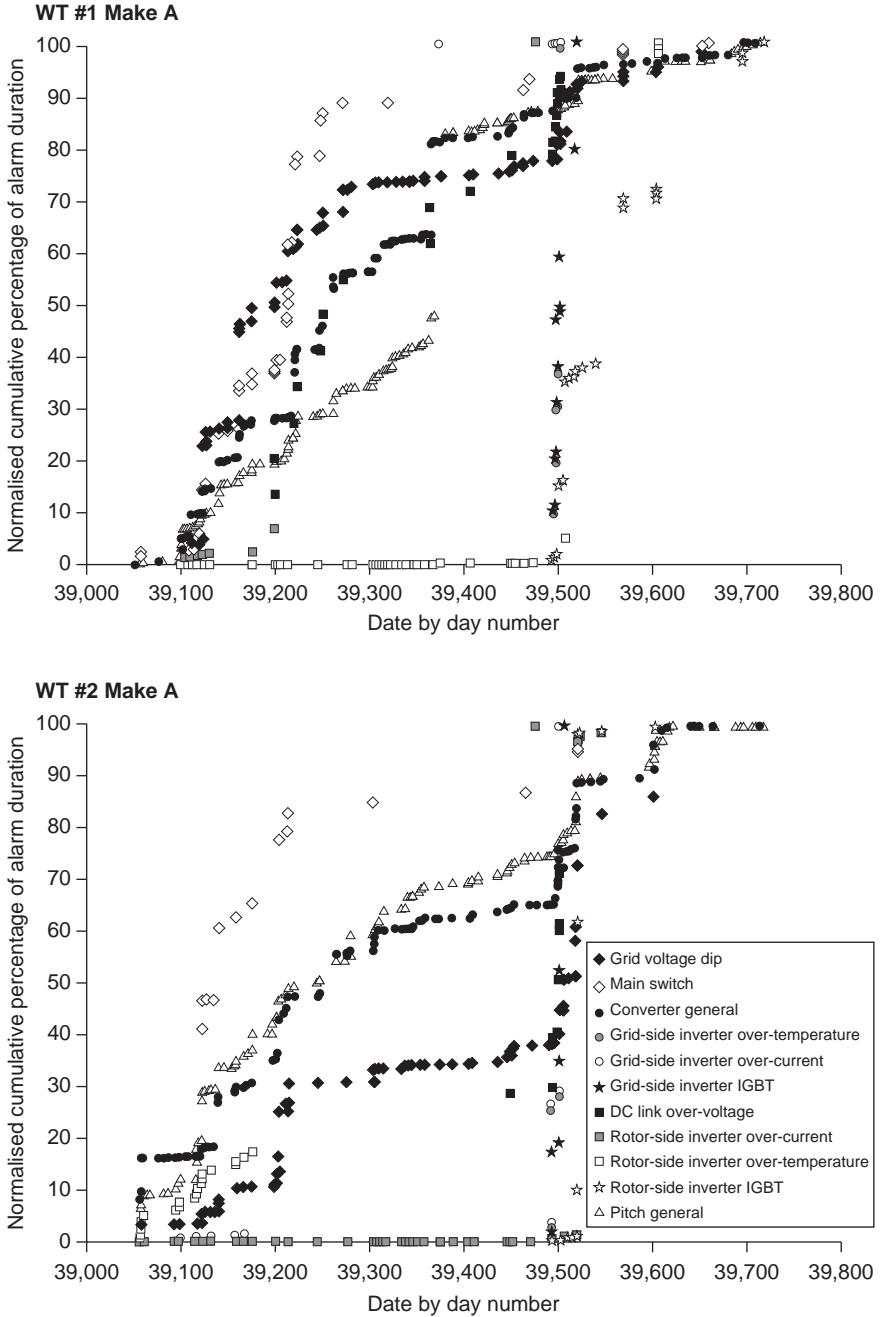 WT #1 Make A
Normalised cumulative percentage of alarm duration
100
90
80
70
60
50
40
30
20
10
0
39,000 39,100 39,200 39,300 39,400 39,500 39,600 39,700 39,800
Date by day number
WT #2 Make A
Normalised cumulative percentage of alarm duration
100
90
80
70
60
50
40
30
20
10
0
Grid voltage dip
Main switch
Converter general
Grid-side inverter over-temperature
Grid-side inverter over-current
Grid-side inverter IGBT
DC link over-voltage
Rotor-side inverter over-current
Rotor-side inverter over-temperature
Rotor-side inverter IGBT
Pitch general
39,000 39,100 39,200 39,300 39,400 39,500 39,600 39,700 39,800
Date by day number